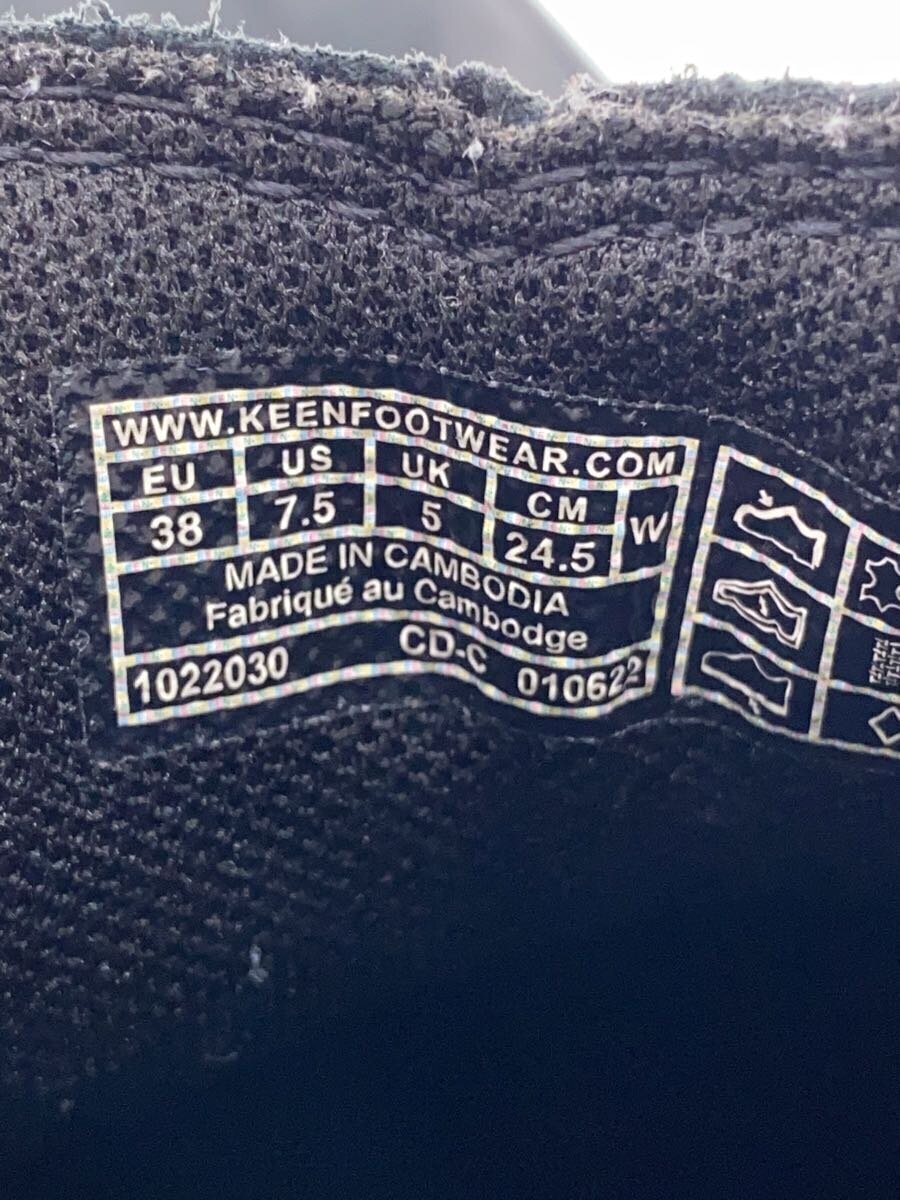 WWW.KEENFOOTWEAR.COM
EU US UK CM W
38 7.5 5 24.5
MADE IN CAMBODIA
Fabriqué au Cambodge
1022030 CD-C 010622